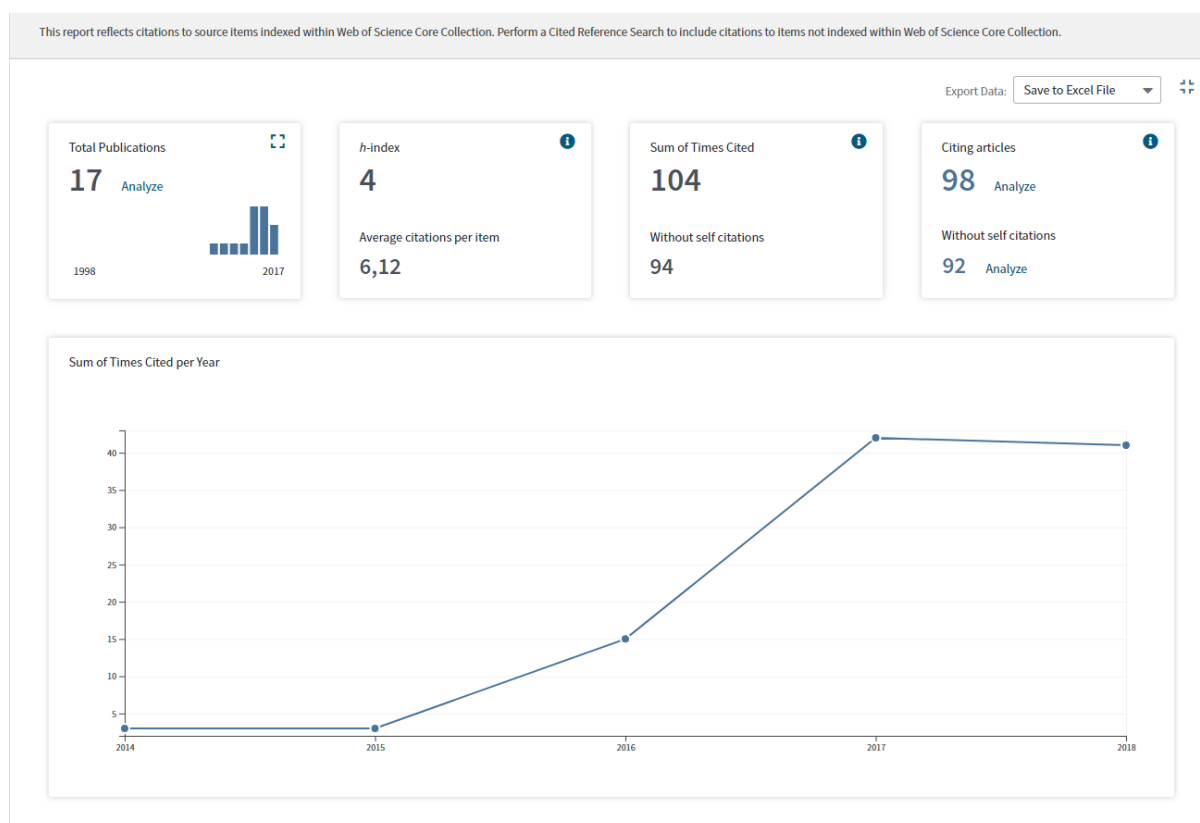 This report reflects citations to source items indexed within Web of Science Core Collection. Perform a Cited Reference Search to include citations to items not indexed within Web of Science Core Collection.
Export Data: Save to Excel File
Total Publications
17 Analyze
1998 2017
h-index
4
Average citations per item
6,12
Sum of Times Cited
104
Without self citations
94
Citing articles
98 Analyze
Without self citations
92 Analyze
Sum of Times Cited per Year
40
35
30
25
20
15
10
5
2014 2015 2016 2017 2018